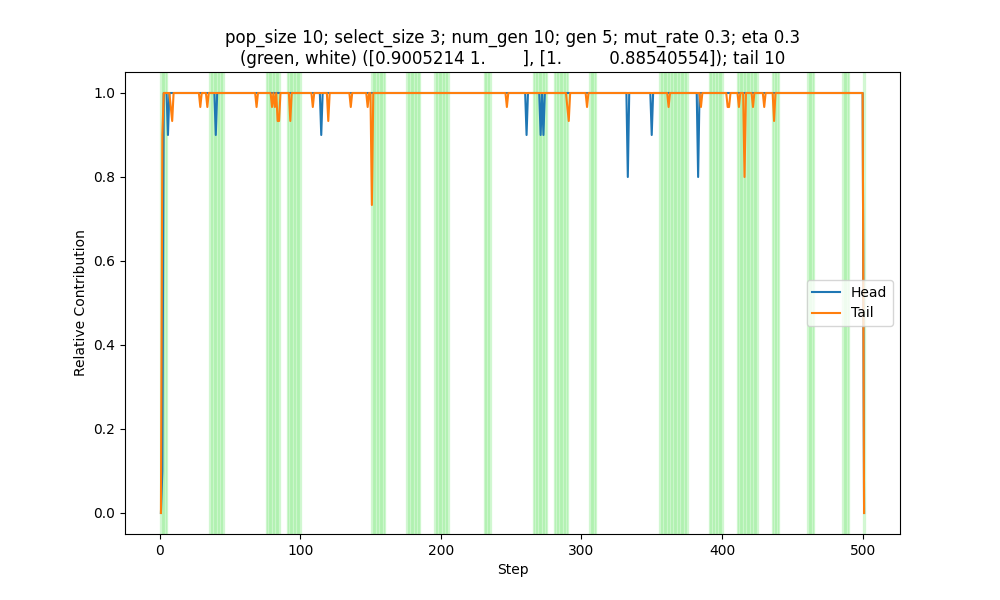 pop_size 10; select_size 3; num_gen 10; gen 5; mut_rate 0.3; eta 0.3
(green, white) ([0.9005214 1.        ], [1.         0.88540554]); tail 10
1.0
0.8
0.6
0.4
0.2
0.0
Relative Contribution
Head
Tail
0 100 200 300 400 500
Step